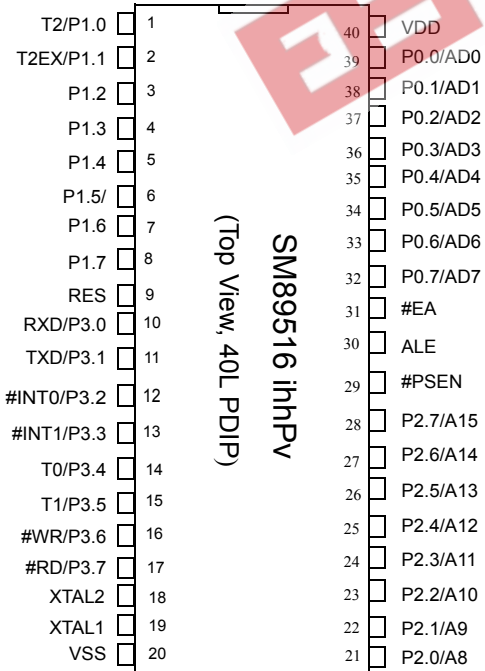 T2/P1.0 1
T2EX/P1.1 2
P1.2 3
P1.3 4
P1.4 5
P1.5/ 6
P1.6 7
P1.7 8
RES 9
RXD/P3.0 10
TXD/P3.1 11
#INT0/P3.2 12
#INT1/P3.3 13
T0/P3.4 14
T1/P3.5 15
#WR/P3.6 16
#RD/P3.7 17
XTAL2 18
XTAL1 19
VSS 20
SM89516 ihhPv
(Top View, 40L PDIP)
40 VDD
39 P0.0/AD0
38 P0.1/AD1
37 P0.2/AD2
36 P0.3/AD3
35 P0.4/AD4
34 P0.5/AD5
33 P0.6/AD6
32 P0.7/AD7
31 #EA
30 ALE
29 #PSEN
28 P2.7/A15
27 P2.6/A14
26 P2.5/A13
25 P2.4/A12
24 P2.3/A11
23 P2.2/A10
22 P2.1/A9
21 P2.0/A8